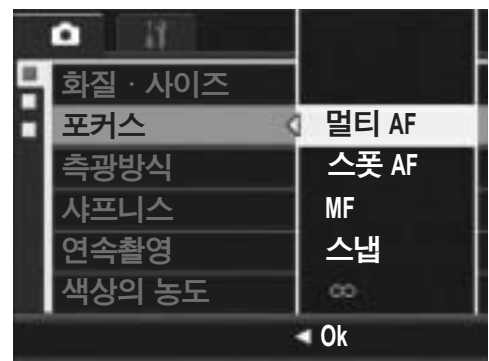 화질 · 사이즈
포커스
멀티 AF
측광방식
스폿 AF
샤프니스
MF
연속촬영
스냅
색상의 농도
∞
Ok